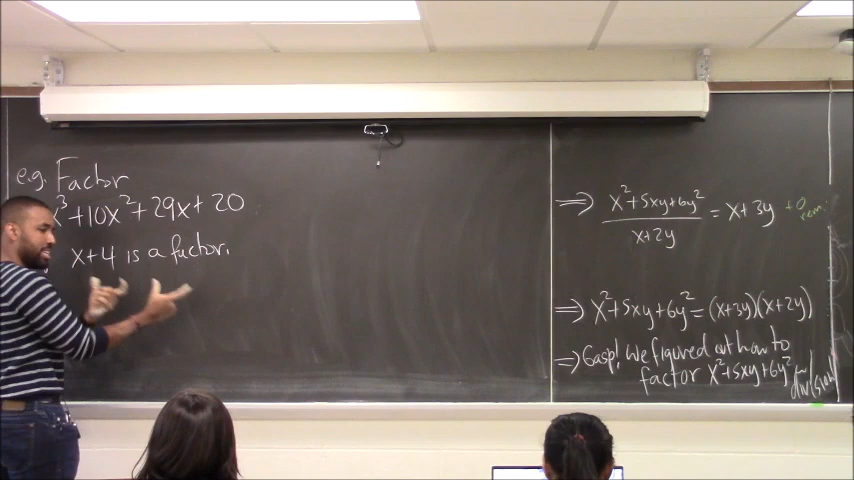 e.g. Factor
x³+10x²+29x+20
x+4 is a factor.
⇒ x²+5xy+6y² / x+2y = x+3y +0 rem.
⇒ x²+5xy+6y²=(x+3y)(x+2y)
⇒ Gasp! We figured out how to
factor x²+5xy+6y²
division